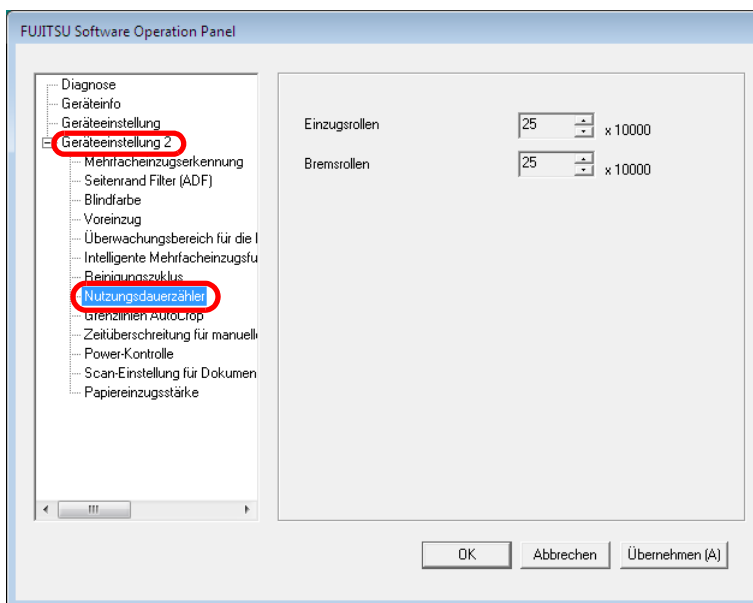 FUJITSU Software Operation Panel
Diagnose
Geräteinfo
Geräteeinstellung
Geräteeinstellung 2
Mehrfacheinzugserkennung
Seitenrand Filter (ADF)
Blindfarbe
Voreinzug
Überwachungsbereich für die
Intelligente Mehrfacheinzugsfu
Reinigungszyklus
Nutzungsdauerzähler
Grenzlinien AutoCrop
Zeitüberschreitung für manuell
Power-Kontrolle
Scan-Einstellung für Dokumen
Papiereinzugsstärke
Einzugsrollen 25 x 10000
Bremsrollen 25 x 10000
OK Abbrechen Übernehmen (A)